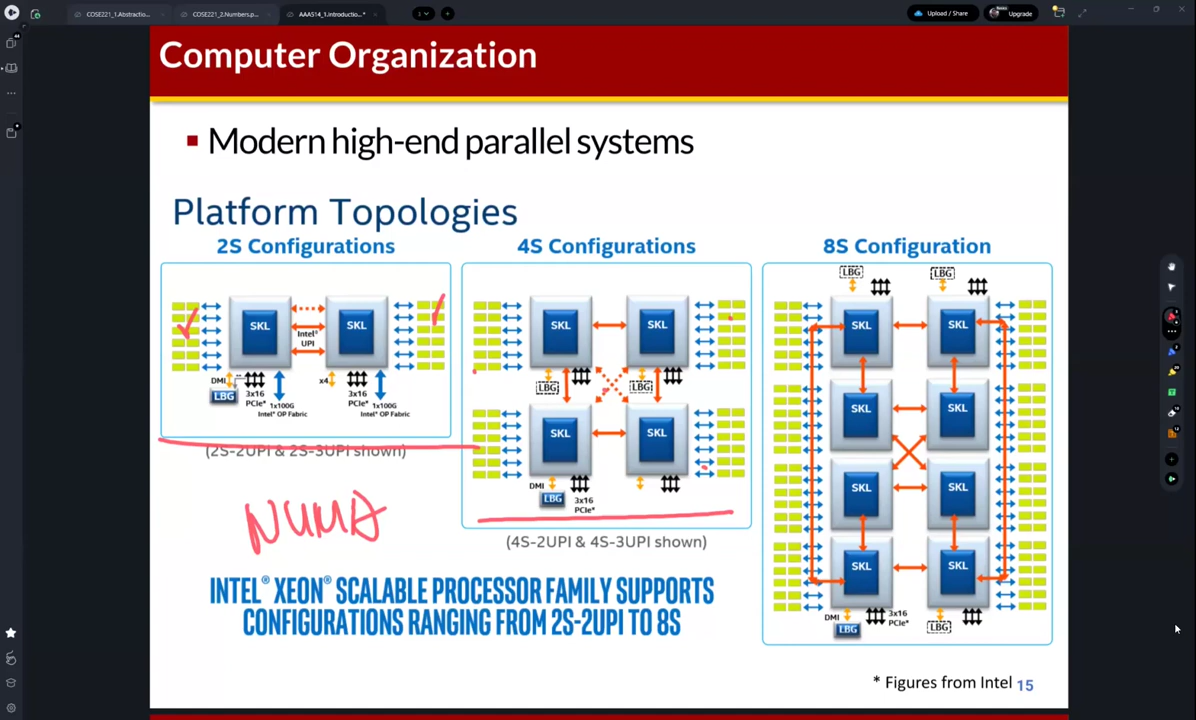 COSE221_1.Abstractio...
COSE221_2.Numbers.p...
AAA514_1.Introductio...*
Upload / Share
Upgrade
Computer Organization
Modern high-end parallel systems
Platform Topologies
2S Configurations
SKL
SKL
Intel®
UPI
DMI
LBG
3x16
PCIe*
1x100G
Intel® OP Fabric
x4
3x16
PCIe*
1x100G
Intel® OP Fabric
(2S-2UPI & 2S-3UPI shown)
NUMA
4S Configurations
SKL
SKL
LBG
LBG
SKL
SKL
DMI
LBG
3x16
PCIe*
(4S-2UPI & 4S-3UPI shown)
8S Configuration
LBG
LBG
SKL
SKL
SKL
SKL
SKL
SKL
SKL
SKL
DMI
LBG
3x16
PCIe*
LBG
INTEL® XEON® SCALABLE PROCESSOR FAMILY SUPPORTS
CONFIGURATIONS RANGING FROM 2S-2UPI TO 8S
* Figures from Intel 15